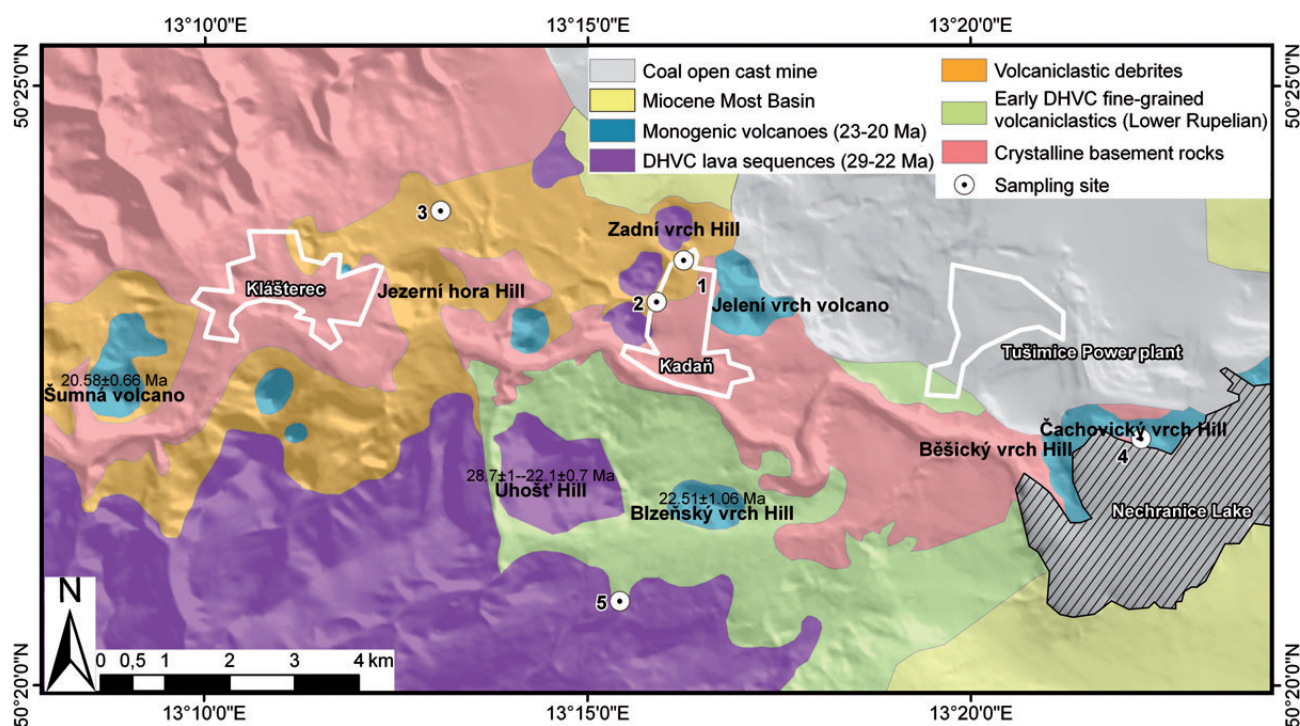 13°10'0"E
13°15'0"E
13°20'0"E
50°25'0"N
50°25'0"N
Coal open cast mine
Miocene Most Basin
Monogenic volcanoes (23-20 Ma)
DHVC lava sequences (29-22 Ma)
Volcaniclastic debrites
Early DHVC fine-grained
volcaniclastics (Lower Rupelian)
Crystalline basement rocks
Sampling site
3
Zadní vrch Hill
1
Klášterec
Jezerní hora Hill
2
Jelení vrch volcano
Kadaň
Tušimice Power plant
20.58±0.66 Ma
Šumná volcano
Čachovický vrch Hill
4
Běšický vrch Hill
28.7±1--22.1±0.7 Ma
Úhošť Hill
22.51±1.06 Ma
Blzeňský vrch Hill
Nechranice Lake
5
N
0 0,5 1 2 3 4 km
50°20'0"N
50°20'0"N
13°10'0"E
13°15'0"E
13°20'0"E